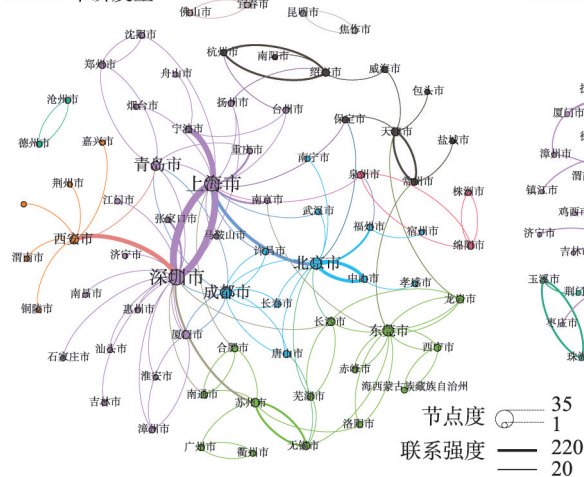 佛山市
宜春市
昆明市
焦作市
沈阳市
杭州市
南阳市
郑州市
舟山市
绍兴市
威海市
包头市
沧州市
烟台市
扬州市
台州市
保定市
天津市
盐城市
德州市
嘉兴市
宁波市
重庆市
青岛市
南宁市
泉州市
常州市
株洲市
荆州市
上海市
江门市
南京市
武汉市
张家口市
福州市
宿州市
绵阳市
西安市
马鞍山市
许昌市
渭南市
济宁市
深圳市
北京市
中山市
孝感市
南昌市
惠州市
成都市
长春市
龙岩市
铜陵市
厦门市
长沙市
东莞市
石家庄市
汕头市
合肥市
唐山市
西宁市
淮安市
赤峰市
海西蒙古族藏族自治州
吉林市
南通市
苏州市
芜湖市
漳州市
洛阳市
广州市
衢州市
无锡市
节点度
35
1
联系强度
220
20
厦门市
漳州市
镇江市
济宁市
玉溪市
枣庄市